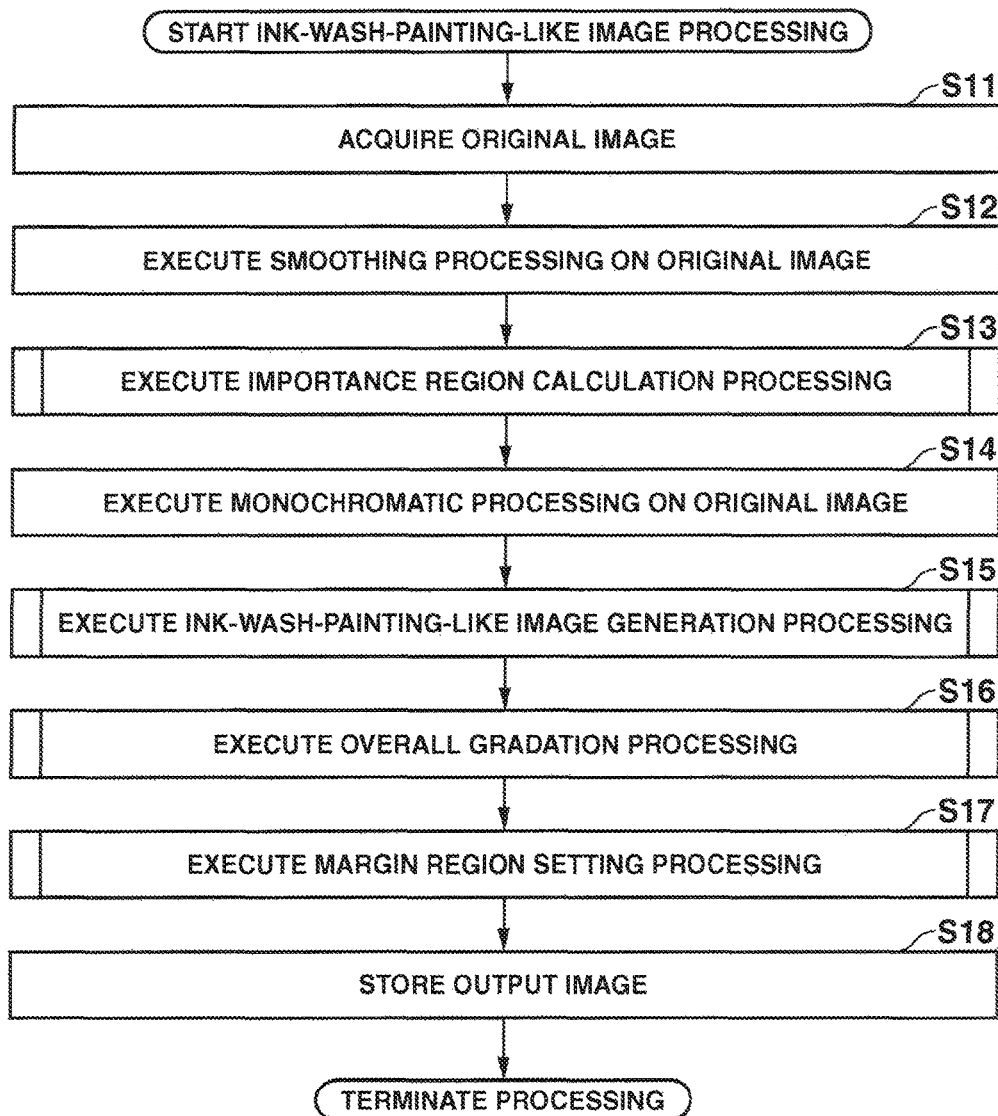 START INK-WASH-PAINTING-LIKE IMAGE PROCESSING
S11
ACQUIRE ORIGINAL IMAGE
S12
EXECUTE SMOOTHING PROCESSING ON ORIGINAL IMAGE
S13
EXECUTE IMPORTANCE REGION CALCULATION PROCESSING
S14
EXECUTE MONOCHROMATIC PROCESSING ON ORIGINAL IMAGE
S15
EXECUTE INK-WASH-PAINTING-LIKE IMAGE GENERATION PROCESSING
S16
EXECUTE OVERALL GRADATION PROCESSING
S17
EXECUTE MARGIN REGION SETTING PROCESSING
S18
STORE OUTPUT IMAGE
TERMINATE PROCESSING